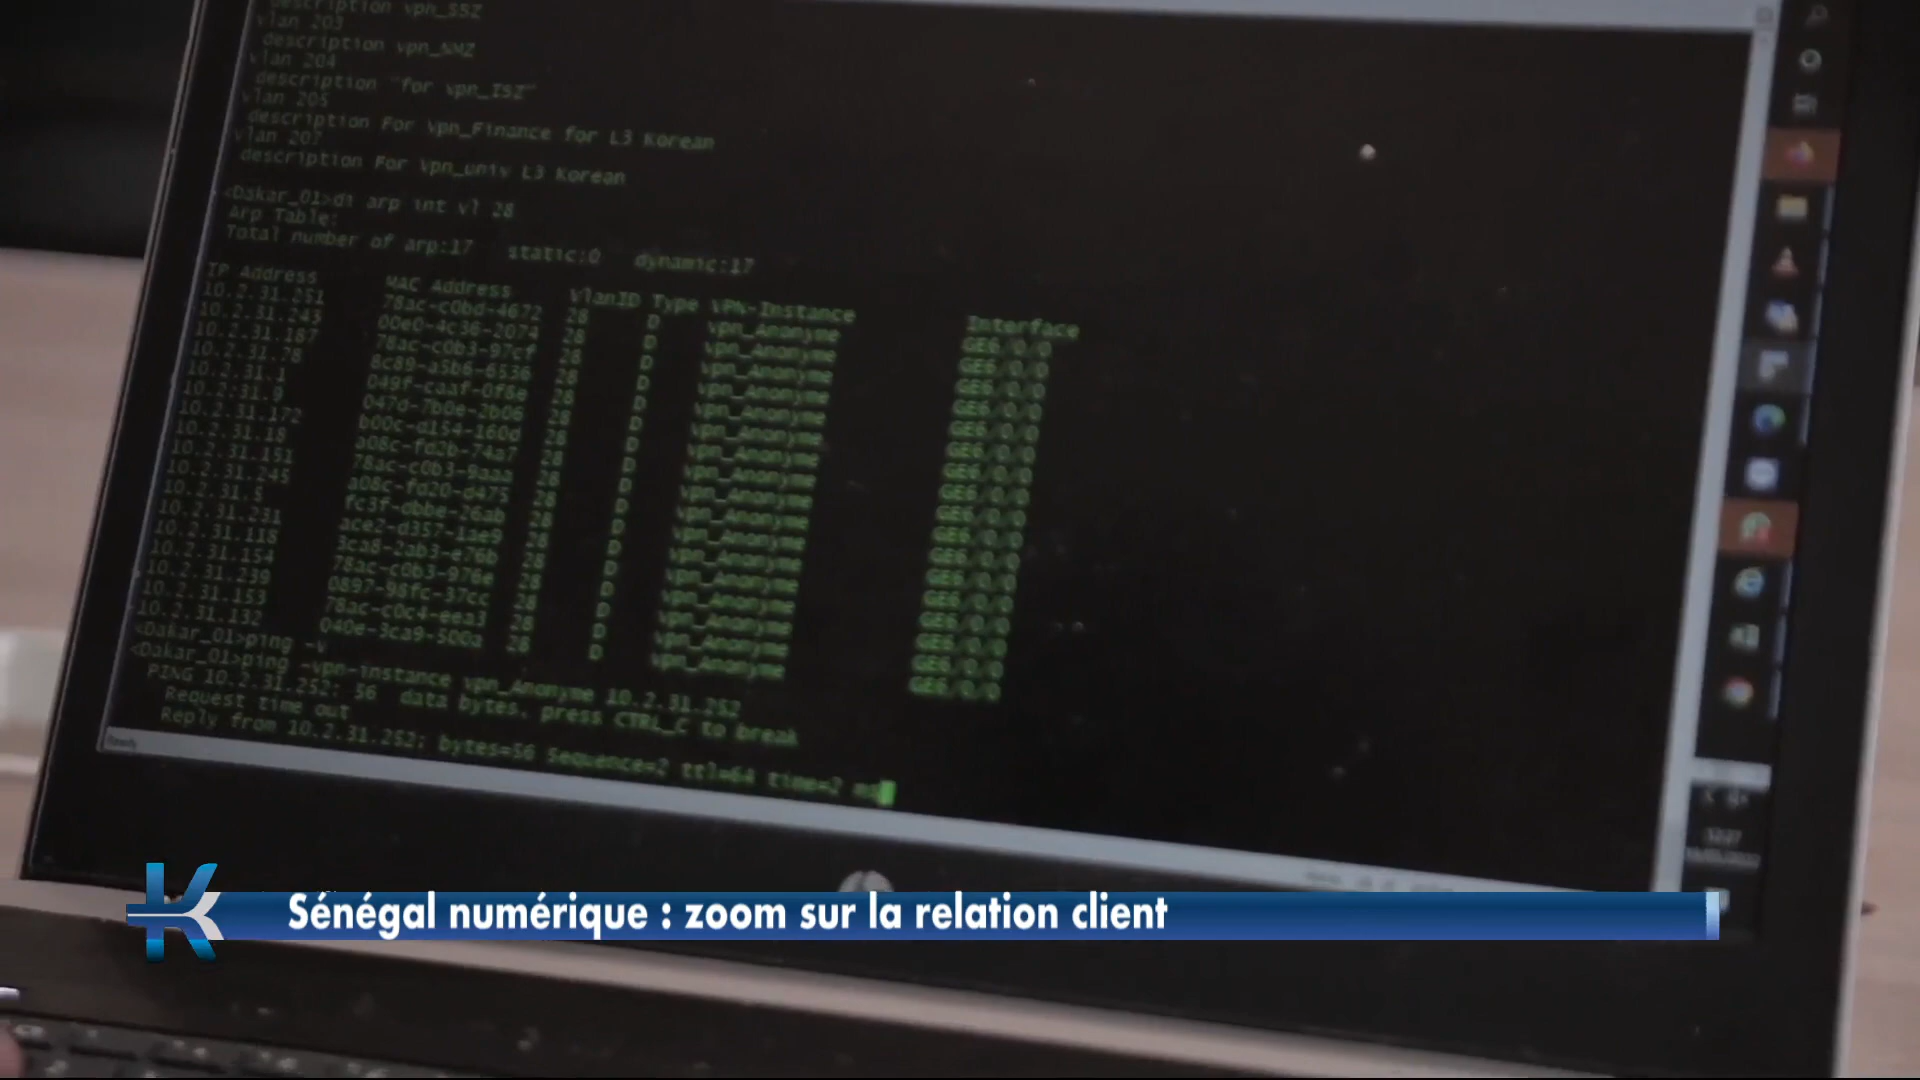 description vpn_SSZ
vlan 203
description vpn_NMZ
vlan 204
description "for vpn_ISZ"
vlan 205
description For Vpn_Finance for L3 Korean
vlan 207
description For Vpn_univ L3 Korean
<Dakar_01>di arp int vl 28
Arp Table:
Total number of arp:17 static:0 dynamic:17
IP Address MAC Address VlanID Type VPN-Instance Interface
10.2.31.251 78ac-c0bd-4672 28 D vpn_Anonyme GE6/0/0
10.2.31.243 00e0-4c36-2074 28 D vpn_Anonyme GE6/0/0
10.2.31.187 78ac-c0b3-97cf 28 D vpn_Anonyme GE6/0/0
10.2.31.78 8c89-a5b6-6536 28 D vpn_Anonyme GE6/0/0
10.2.31.1 049f-caaf-0f6e 28 D vpn_Anonyme GE6/0/0
10.2.31.9 047d-7b0e-2b06 28 D vpn_Anonyme GE6/0/0
10.2.31.172 b00c-d154-160d 28 D vpn_Anonyme GE6/0/0
10.2.31.18 a08c-fd2b-74a7 28 D vpn_Anonyme GE6/0/0
10.2.31.151 78ac-c0b3-9aaa 28 D vpn_Anonyme GE6/0/0
10.2.31.245 a08c-fd20-d475 28 D vpn_Anonyme GE6/0/0
10.2.31.5 fc3f-dbbe-26ab 28 D vpn_Anonyme GE6/0/0
10.2.31.231 ace2-d357-1ae9 28 D vpn_Anonyme GE6/0/0
10.2.31.118 3ca8-2ab3-e76b 28 D vpn_Anonyme GE6/0/0
10.2.31.154 78ac-c0b3-976e 28 D vpn_Anonyme GE6/0/0
10.2.31.239 0897-98fc-37cc 28 D vpn_Anonyme GE6/0/0
10.2.31.153 78ac-c0c4-eea3 28 D vpn_Anonyme GE6/0/0
10.2.31.132 040e-3ca9-500a 28 D vpn_Anonyme GE6/0/0
<Dakar_01>ping -v
<Dakar_01>ping -vpn-instance vpn_Anonyme 10.2.31.252
PING 10.2.31.252: 56 data bytes, press CTRL_C to break
Request time out
Reply from 10.2.31.252: bytes=56 Sequence=2 ttl=64 time=2 ms
Ready
K
Sénégal numérique : zoom sur la relation client